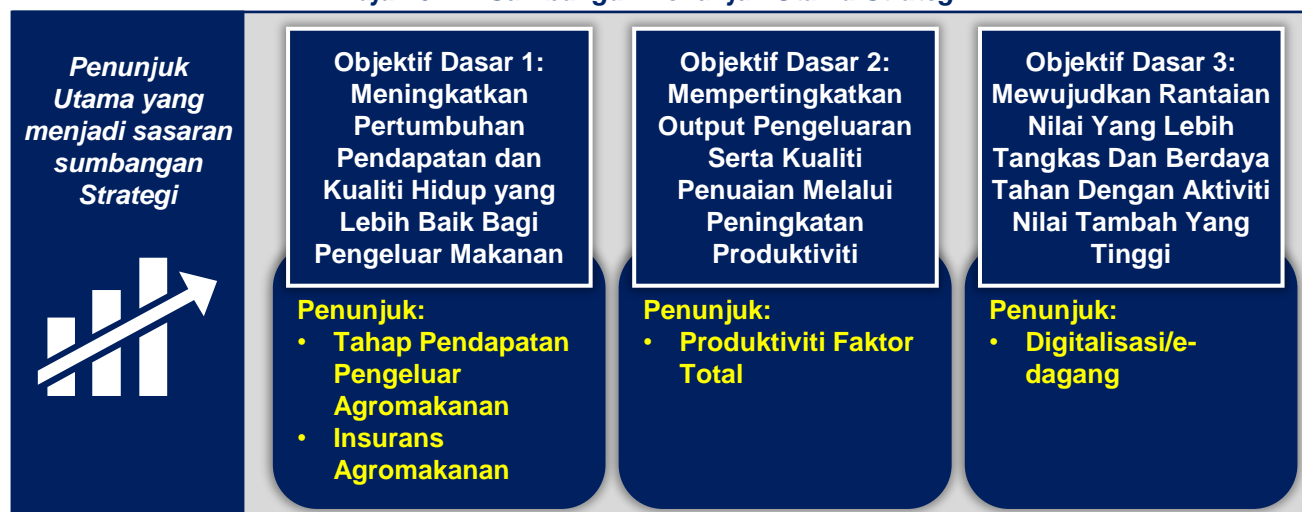 Penunjuk
Utama yang
menjadi sasaran
sumbangan
Strategi
Objektif Dasar 1:
Meningkatkan
Pertumbuhan
Pendapatan dan
Kualiti Hidup yang
Lebih Baik Bagi
Pengeluar Makanan
Penunjuk:
• Tahap Pendapatan
Pengeluar
Agromakanan
• Insurans
Agromakanan
Objektif Dasar 2:
Mempertingkatkan
Output Pengeluaran
Serta Kualiti
Penuaian Melalui
Peningkatan
Produktiviti
Penunjuk:
• Produktiviti Faktor
Total
Objektif Dasar 3:
Mewujudkan Rantaian
Nilai Yang Lebih
Tangkas Dan Berdaya
Tahan Dengan Aktiviti
Nilai Tambah Yang
Tinggi
Penunjuk:
• Digitalisasi/e-
dagang